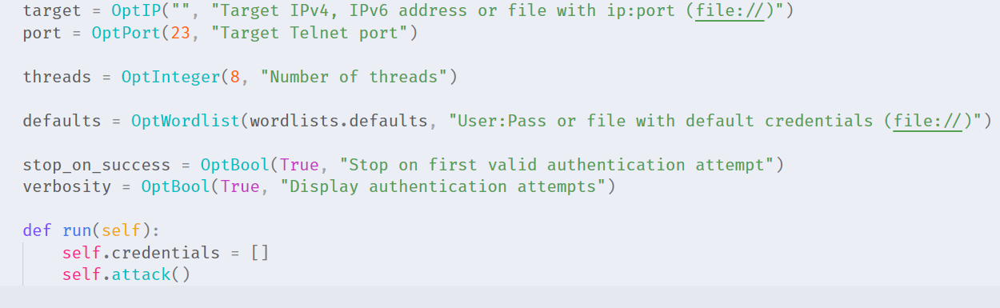 target = OptIP("", "Target IPv4, IPv6 address or file with ip:port (file://)")
port = OptPort(23, "Target Telnet port")
threads = OptInteger(8, "Number of threads")
defaults = OptWordlist(wordlists.defaults, "User:Pass or file with default credentials (file://)")
stop_on_success = OptBool(True, "Stop on first valid authentication attempt")
verbosity = OptBool(True, "Display authentication attempts")
def run(self):
    self.credentials = []
    self.attack()